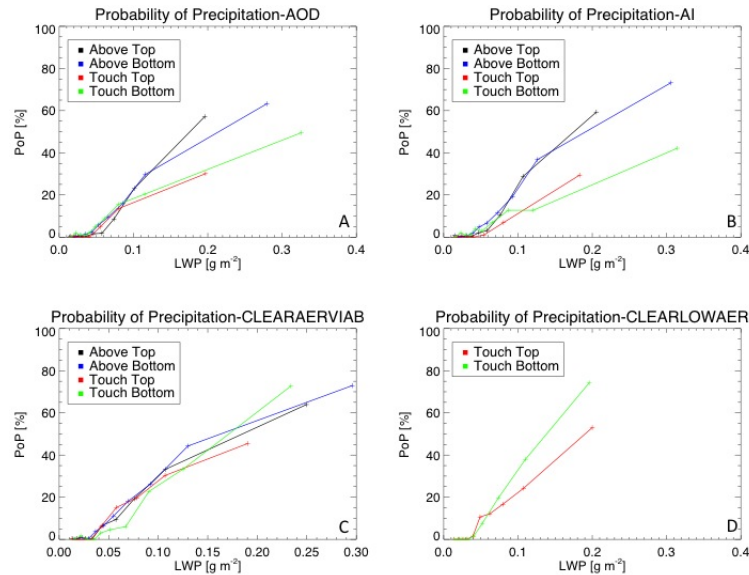 Probability of Precipitation-AOD
100
80
60
40
20
0
PoP [%]
Above Top
Above Bottom
Touch Top
Touch Bottom
A
0.0 0.1 0.2 0.3 0.4
LWP [g m-2]
Probability of Precipitation-AI
100
80
60
40
20
0
PoP [%]
Above Top
Above Bottom
Touch Top
Touch Bottom
B
0.0 0.1 0.2 0.3 0.4
LWP [g m-2]
Probability of Precipitation-CLEARAERVIAB
100
80
60
40
20
0
PoP [%]
Above Top
Above Bottom
Touch Top
Touch Bottom
C
0.00 0.05 0.10 0.15 0.20 0.25 0.30
LWP [g m-2]
Probability of Precipitation-CLEARLOWAER
100
80
60
40
20
0
PoP [%]
Touch Top
Touch Bottom
D
0.0 0.1 0.2 0.3 0.4
LWP [g m-2]